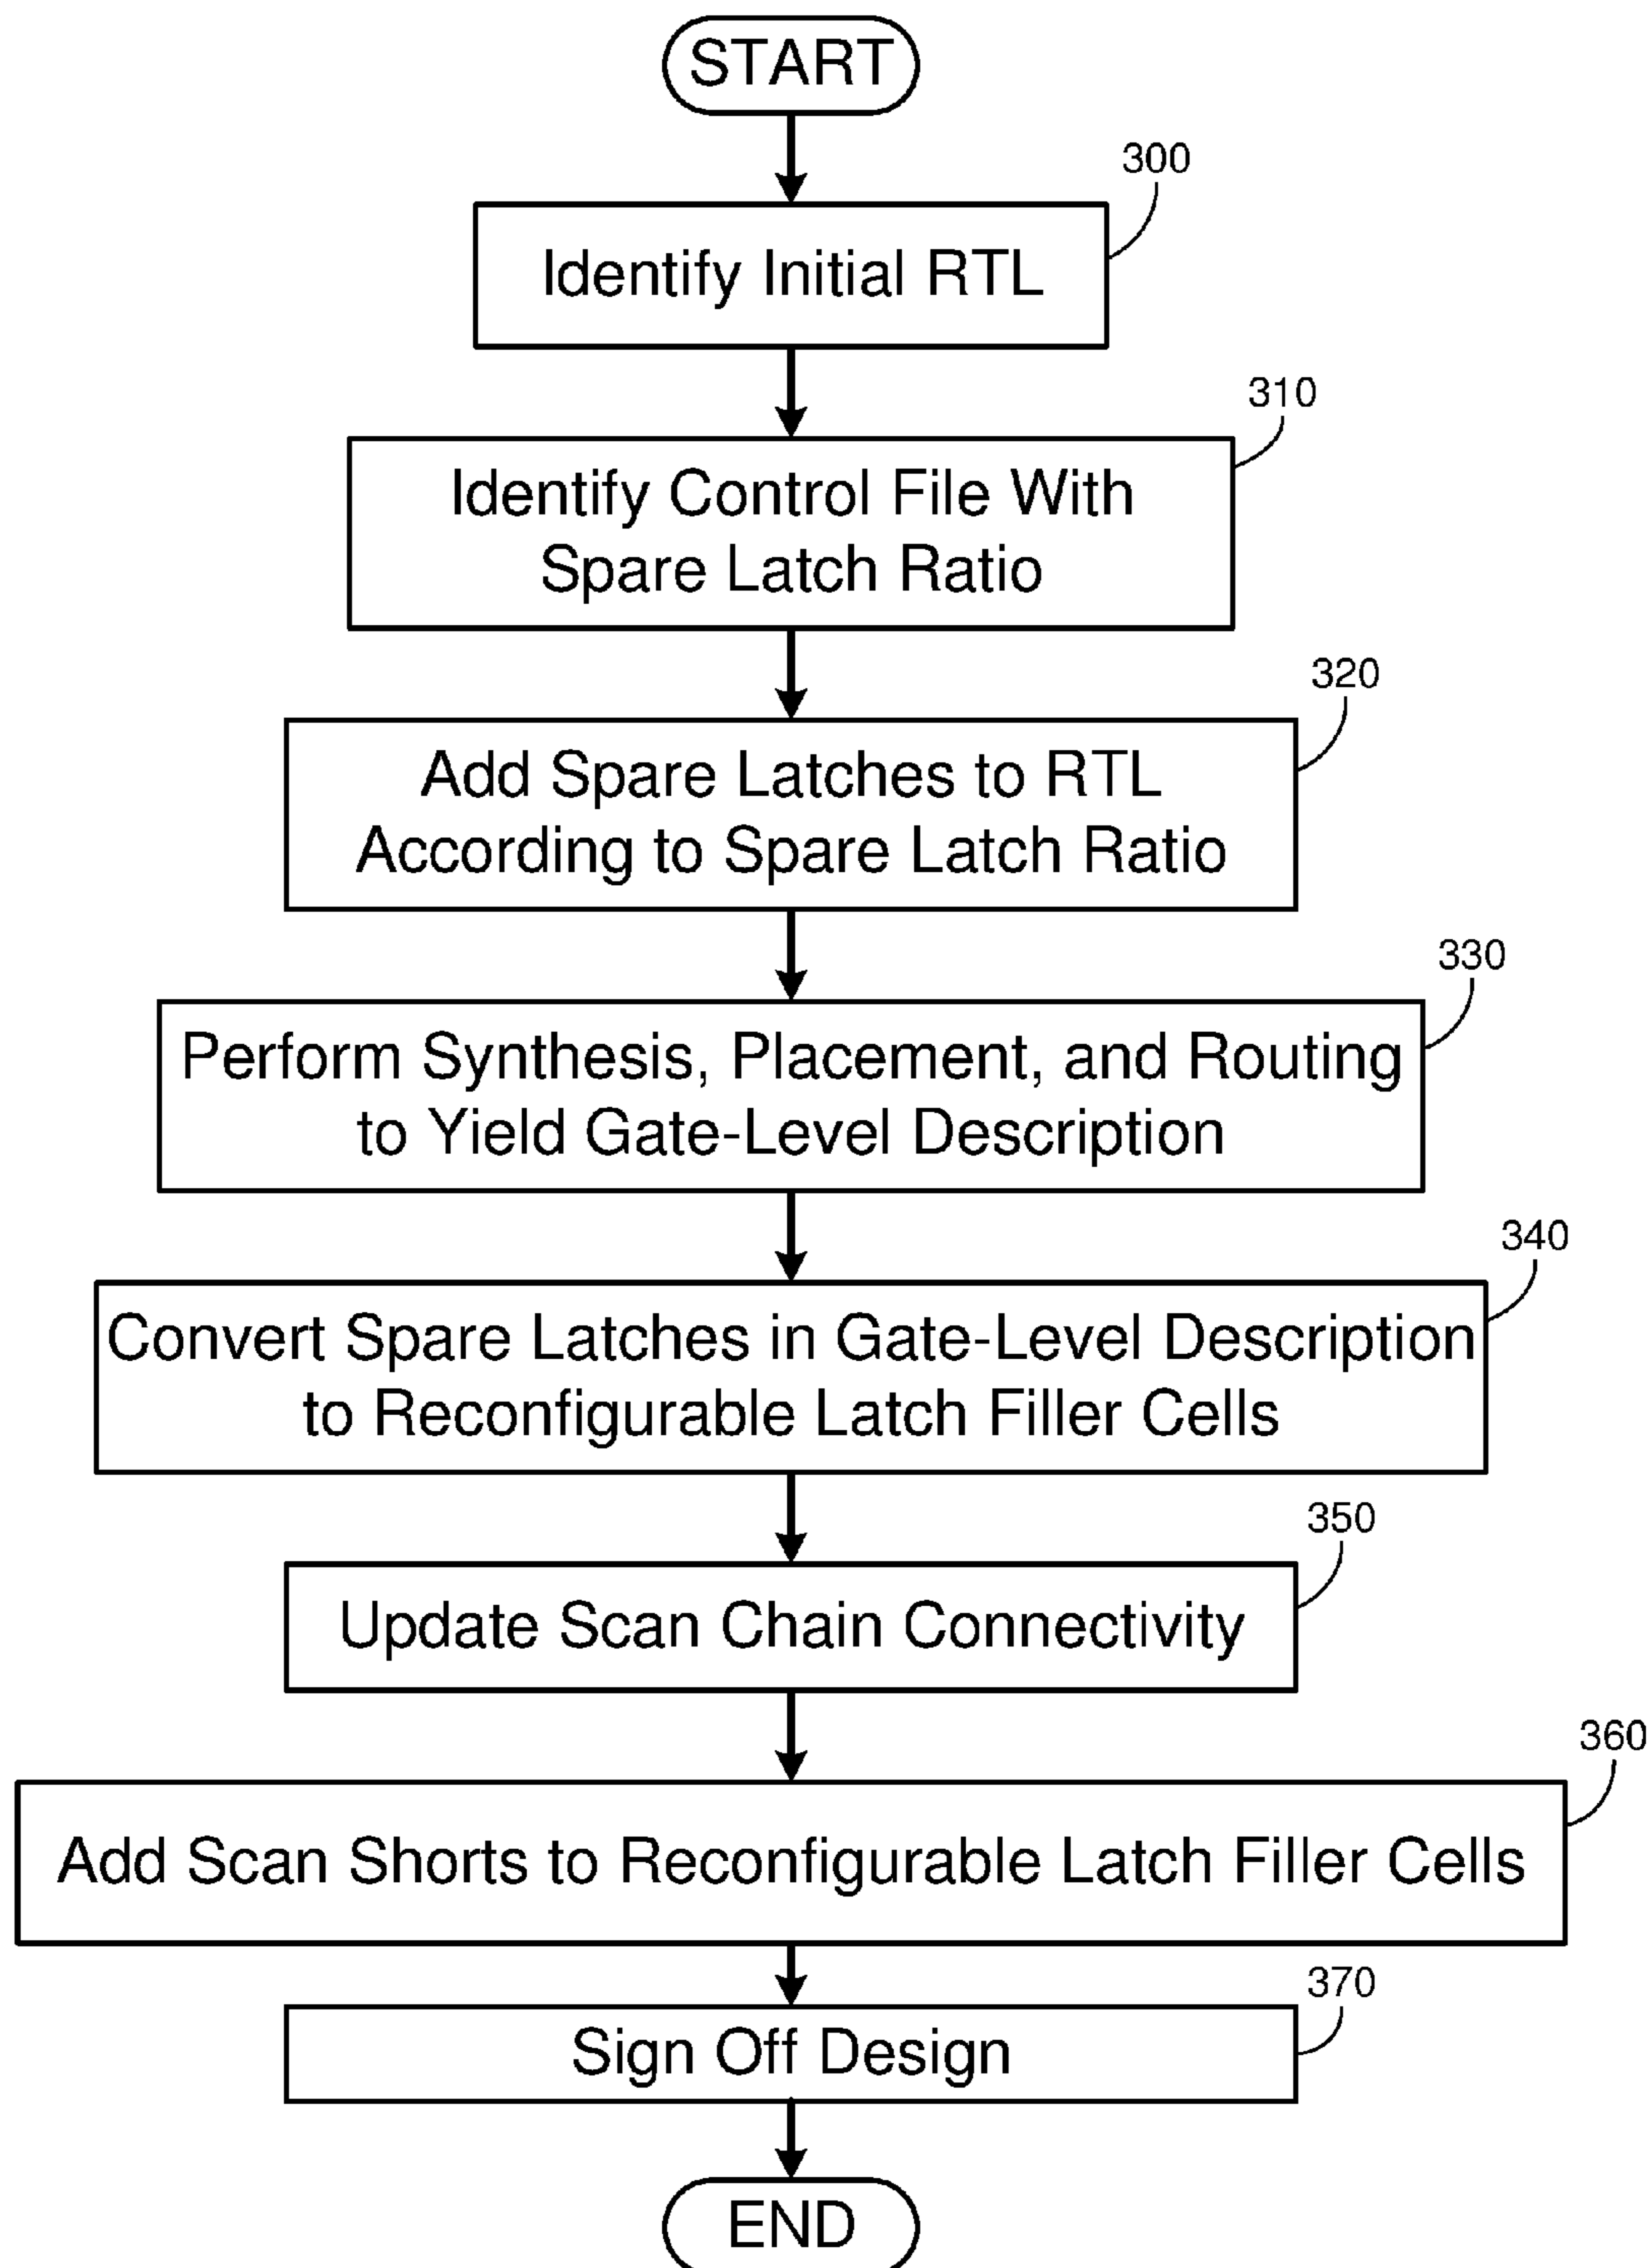 START
300
Identify Initial RTL
310
Identify Control File With
Spare Latch Ratio
320
Add Spare Latches to RTL
According to Spare Latch Ratio
330
Perform Synthesis, Placement, and Routing
to Yield Gate-Level Description
340
Convert Spare Latches in Gate-Level Description
to Reconfigurable Latch Filler Cells
350
Update Scan Chain Connectivity
360
Add Scan Shorts to Reconfigurable Latch Filler Cells
370
Sign Off Design
END